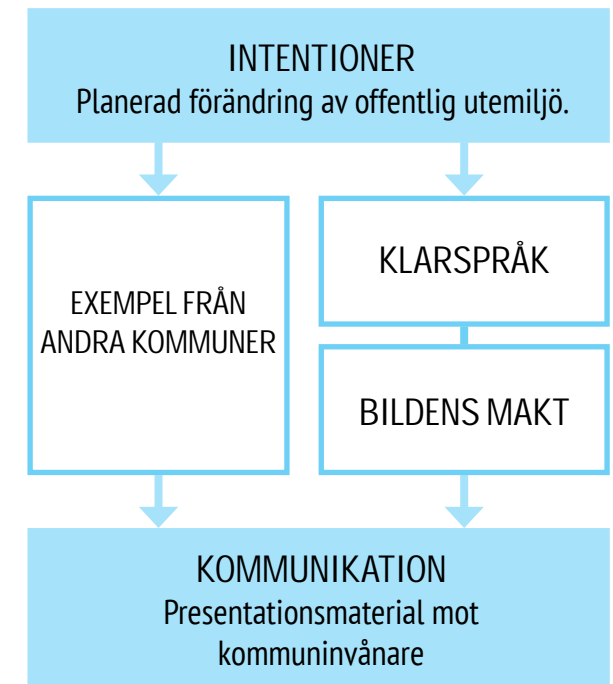 INTENTIONER
Planerad förändring av offentlig utemiljö.
EXEMPEL FRÅN
ANDRA KOMMUNER
KLARSPRÅK
BILDENS MAKT
KOMMUNIKATION
Presentationsmaterial mot
kommuninvånare